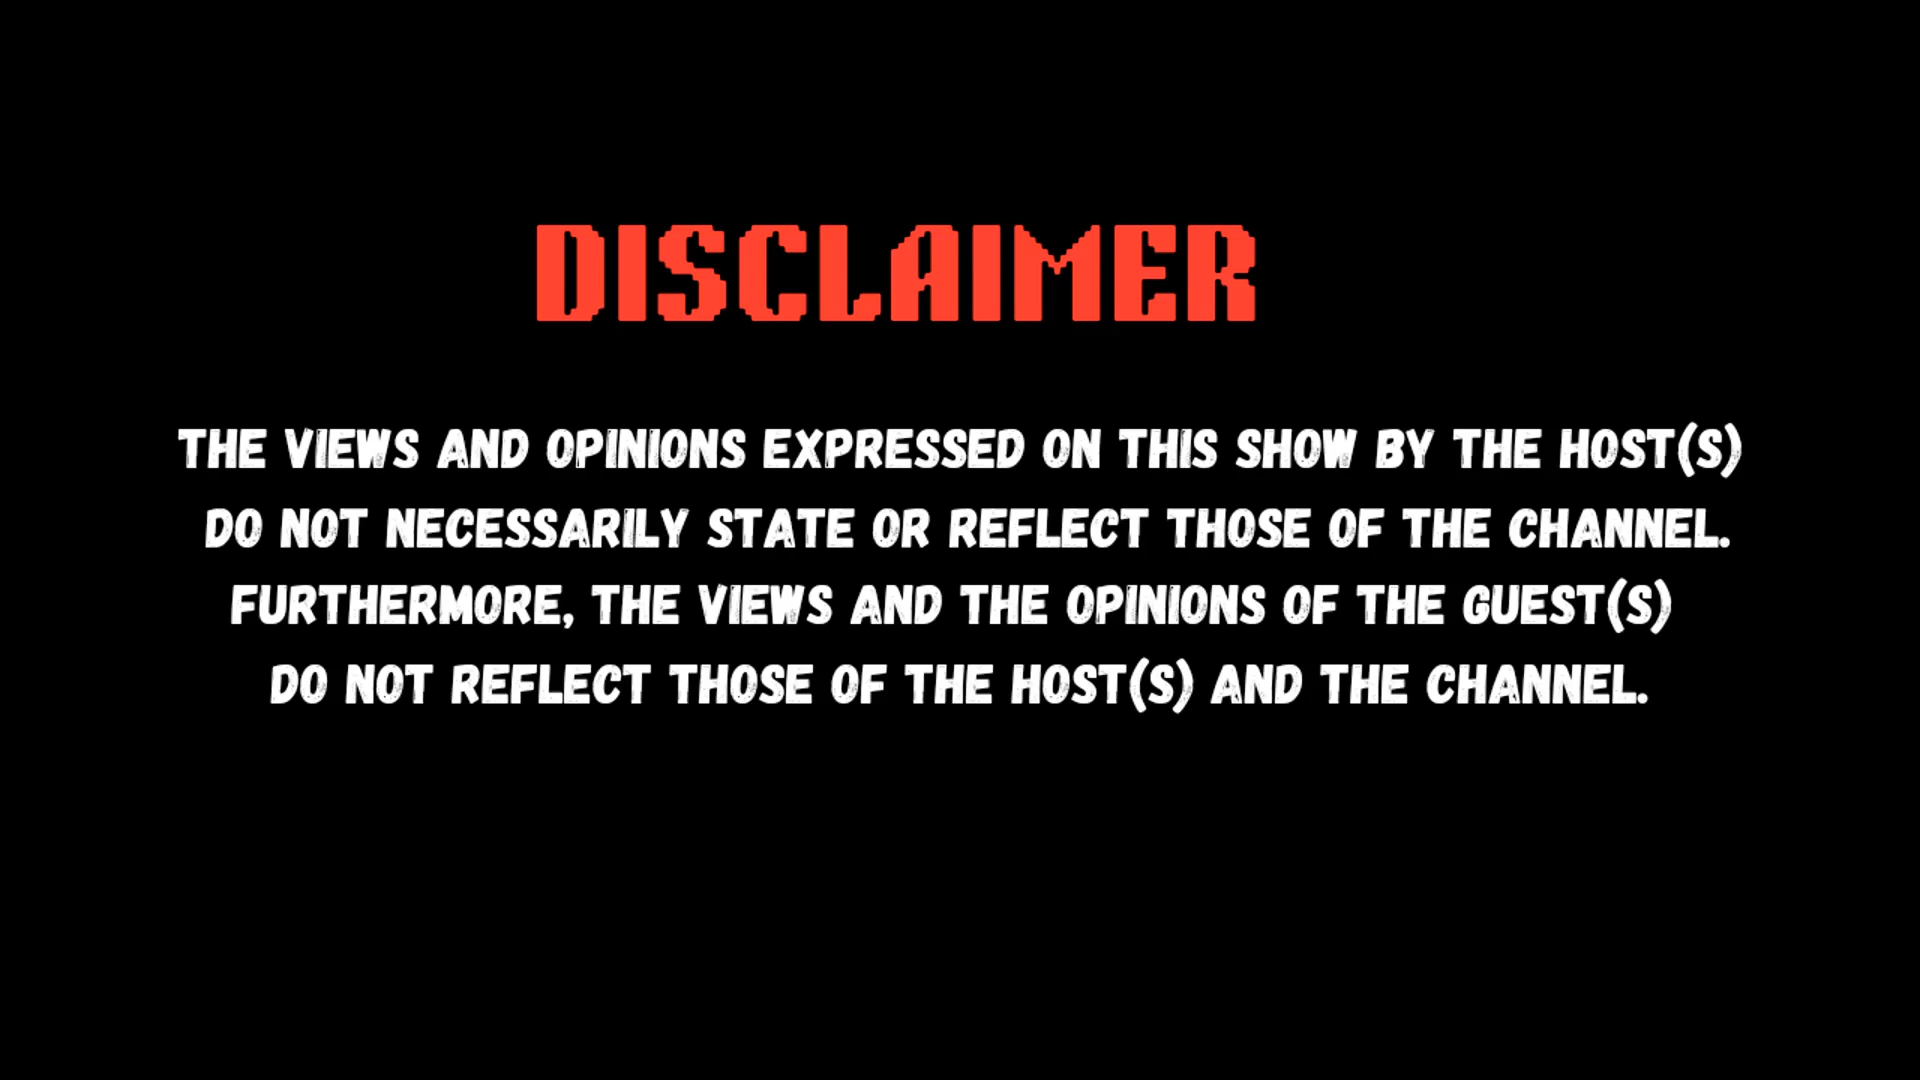 DISCLAIMER
THE VIEWS AND OPINIONS EXPRESSED ON THIS SHOW BY THE HOST(S)
DO NOT NECESSARILY STATE OR REFLECT THOSE OF THE CHANNEL.
FURTHERMORE, THE VIEWS AND THE OPINIONS OF THE GUEST(S)
DO NOT REFLECT THOSE OF THE HOST(S) AND THE CHANNEL.